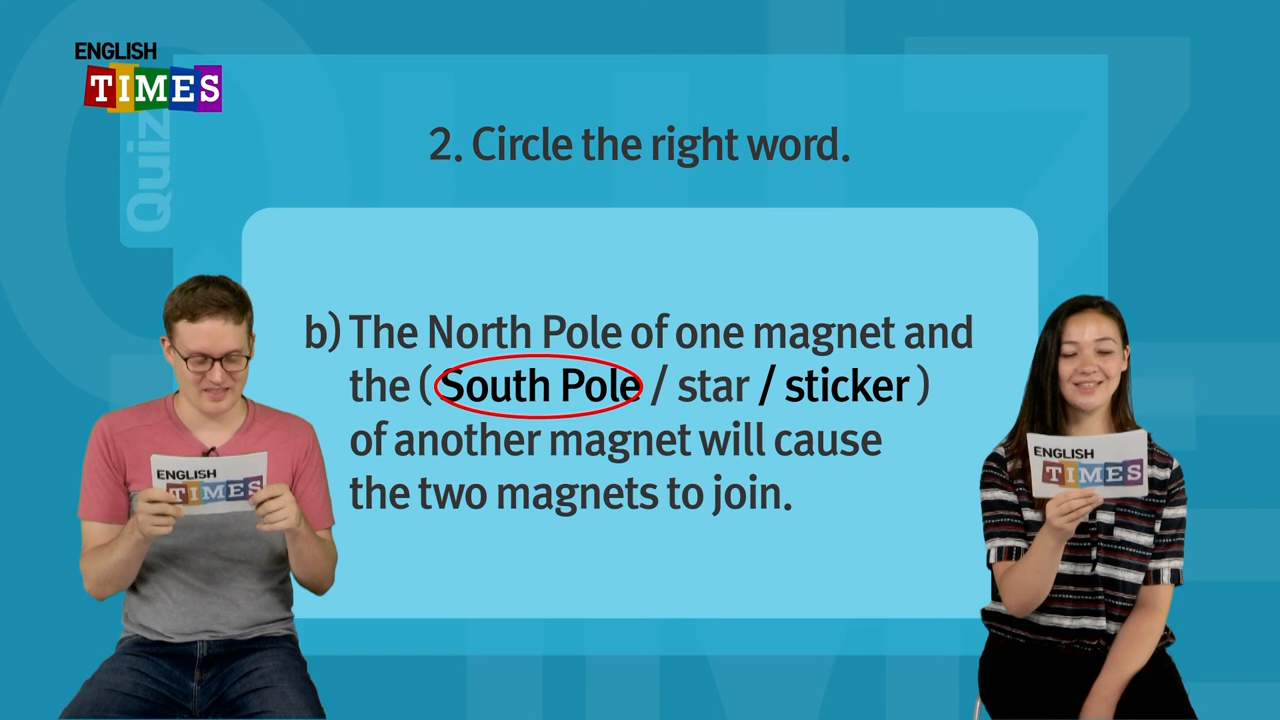 ENGLISH
TIMES
Quiz
2. Circle the right word.
b) The North Pole of one magnet and
the ( South Pole / star / sticker )
of another magnet will cause
the two magnets to join.
ENGLISH
TIMES
ENGLISH
TIMES